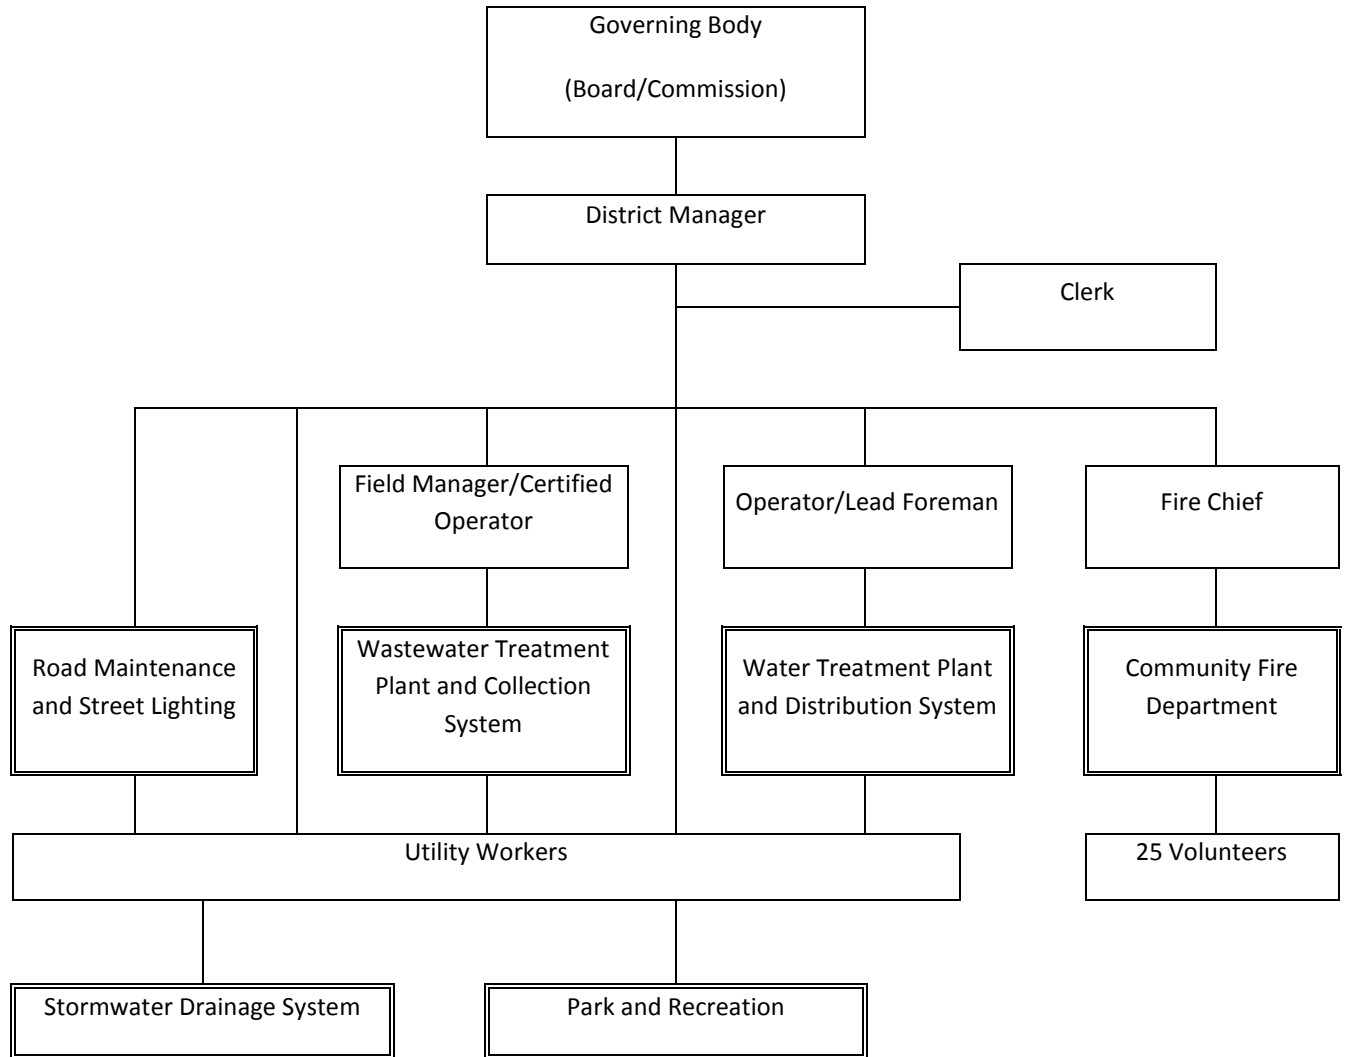 Governing Body
(Board/Commission)
District Manager
Clerk
Field Manager/Certified
Operator
Operator/Lead Foreman
Fire Chief
Road Maintenance
and Street Lighting
Wastewater Treatment
Plant and Collection
System
Water Treatment Plant
and Distribution System
Community Fire
Department
Utility Workers
25 Volunteers
Stormwater Drainage System
Park and Recreation